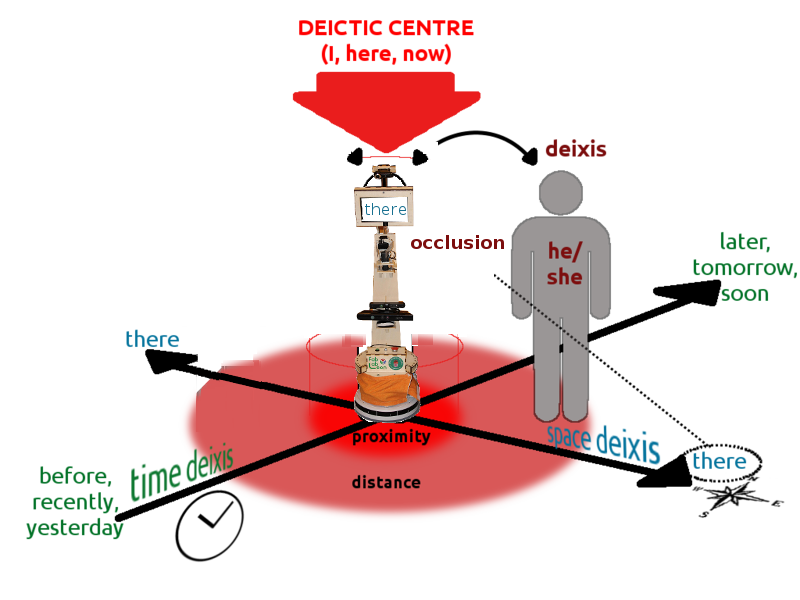 DEICTIC CENTRE
(I, here, now)
deixis
there
occlusion
he/
she
later,
tomorrow,
soon
there
proximity
space deixis
there
time deixis
before,
recently,
yesterday
distance
W
S
E